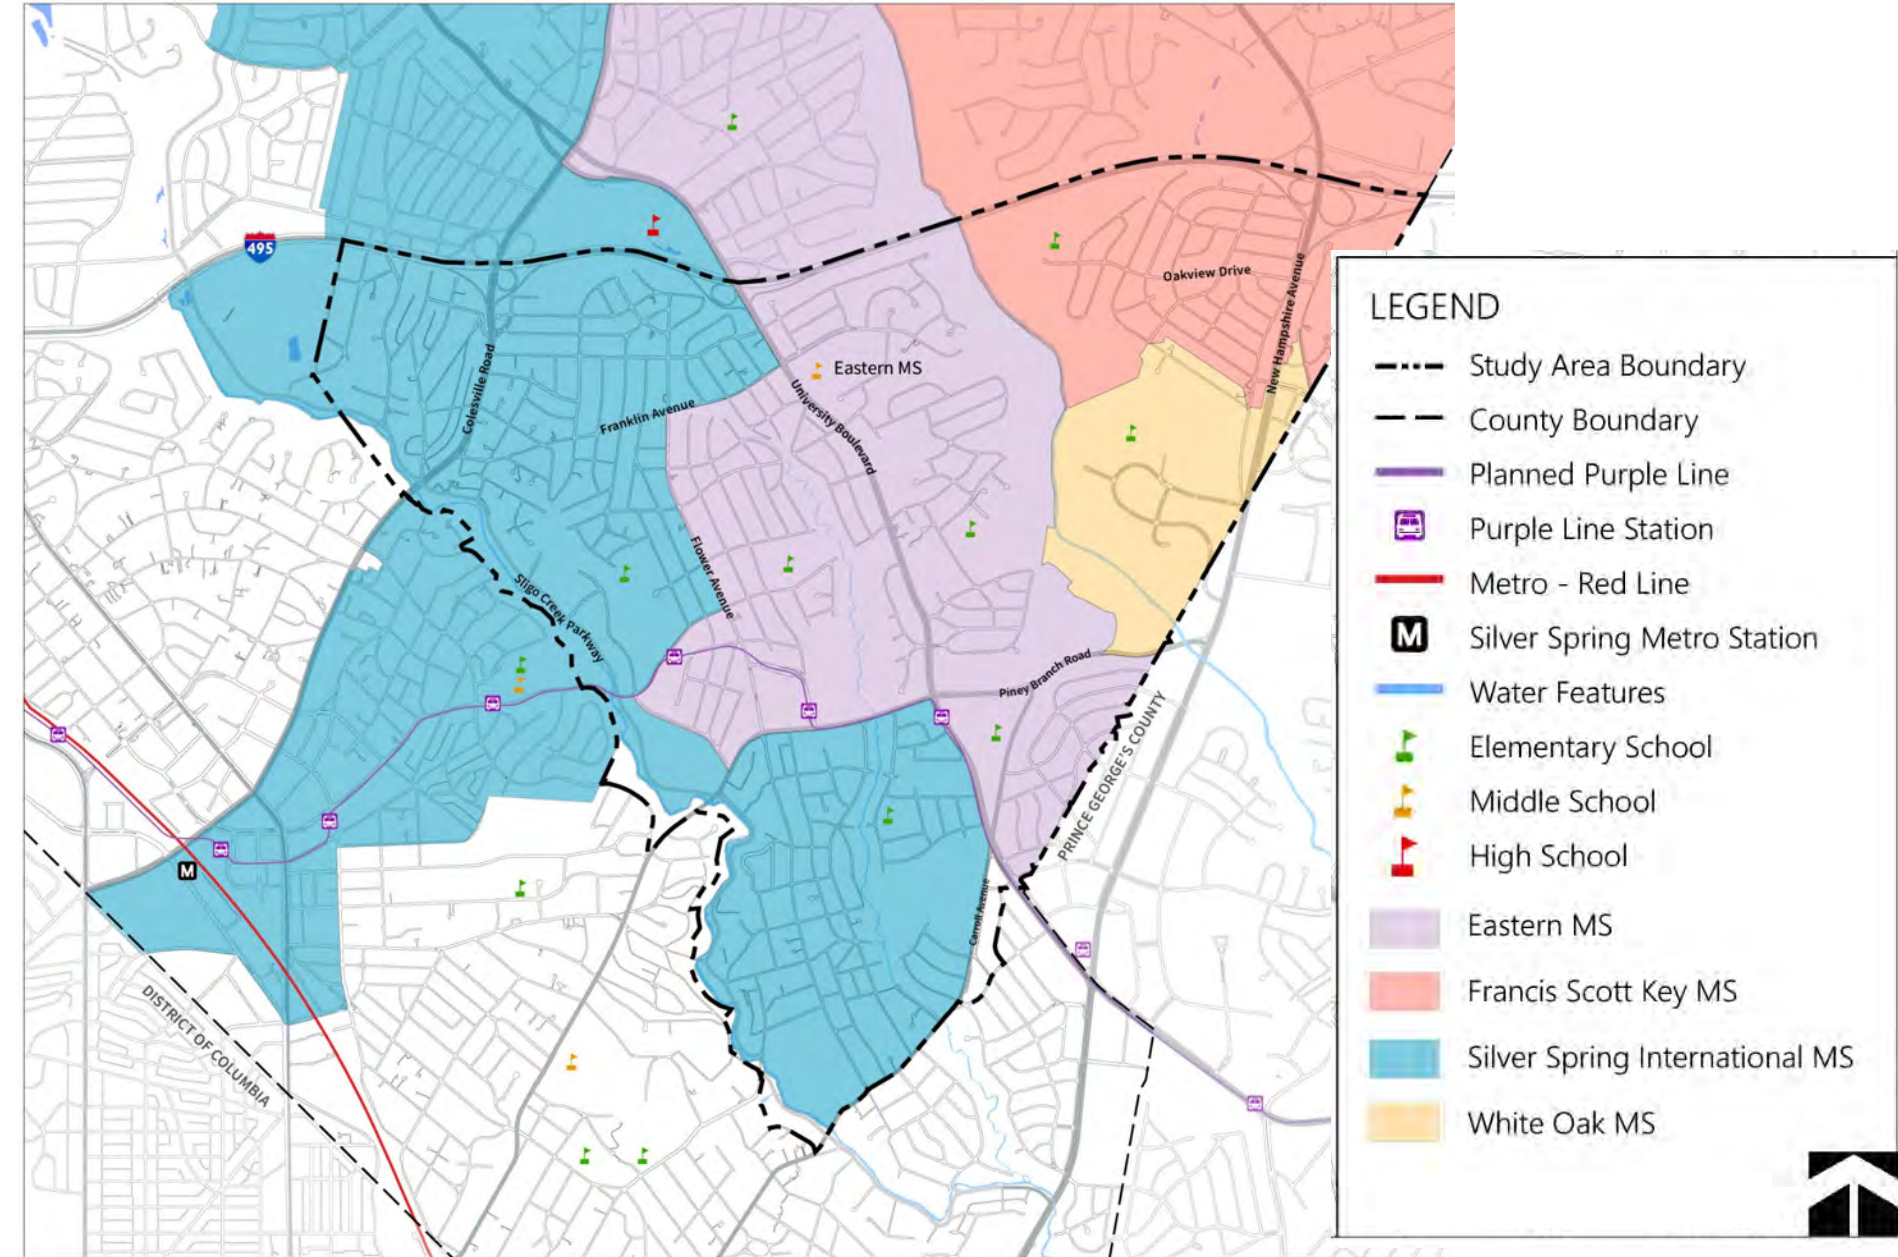 495
Oakview Drive
New Hampshire Avenue
Colesville Road
Eastern MS
University Boulevard
Franklin Avenue
Flower Avenue
Sligo Creek Parkway
Piney Branch Road
PRINCE GEORGE'S COUNTY
M
Carroll Avenue
DISTRICT OF COLUMBIA
LEGEND
Study Area Boundary
County Boundary
Planned Purple Line
Purple Line Station
Metro - Red Line
M
Silver Spring Metro Station
Water Features
Elementary School
Middle School
High School
Eastern MS
Francis Scott Key MS
Silver Spring International MS
White Oak MS